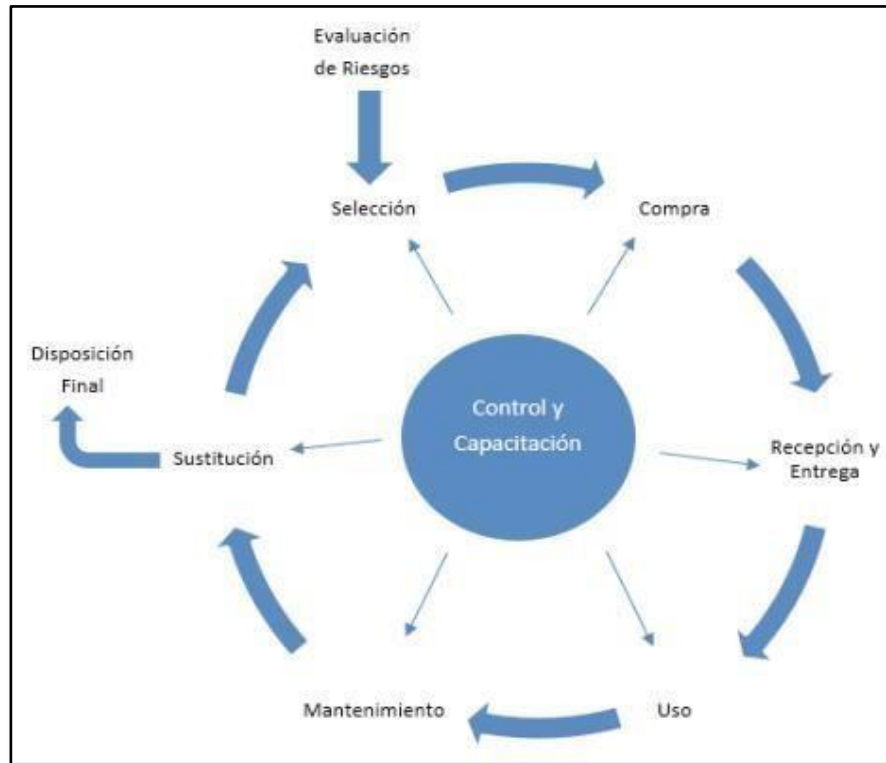 Evaluación
de Riesgos
Selección
Compra
Disposición
Final
Control y
Capacitación
Sustitución
Recepción y
Entrega
Mantenimiento
Uso